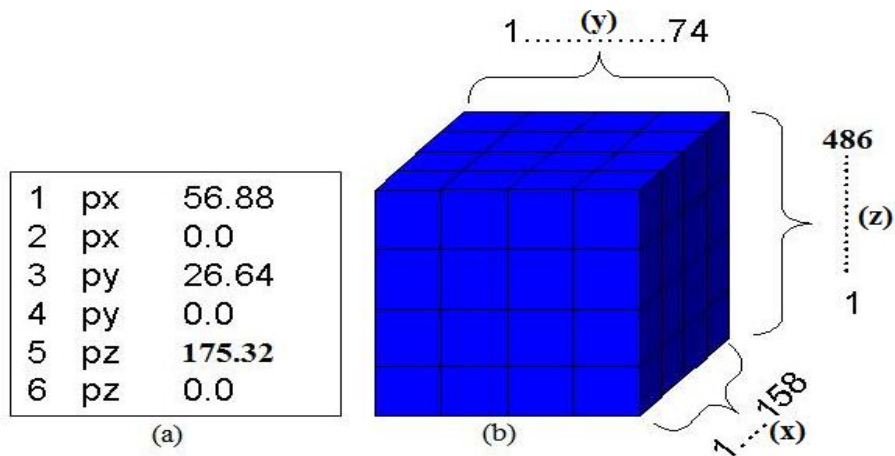 1 px 56.88
2 px 0.0
3 py 26.64
4 py 0.0
5 pz 175.32
6 pz 0.0
(a)
(y)
1..............74
486
(z)
1
1.....158
(x)
(b)